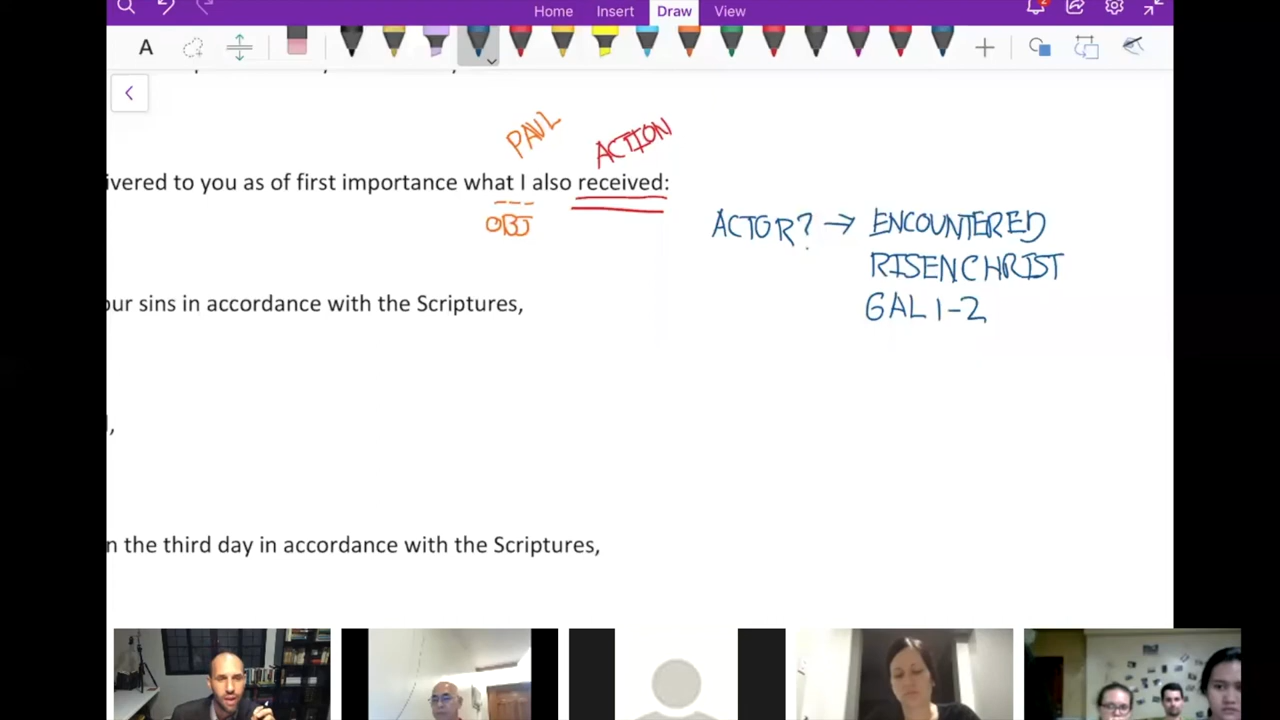 Home Insert Draw View
2
A
PAUL
ACTION
ivered to you as of first importance what I also received:
OBJ
ACTOR? → ENCOUNTERED
RISEN CHRIST
GAL 1-2
our sins in accordance with the Scriptures,
n the third day in accordance with the Scriptures,